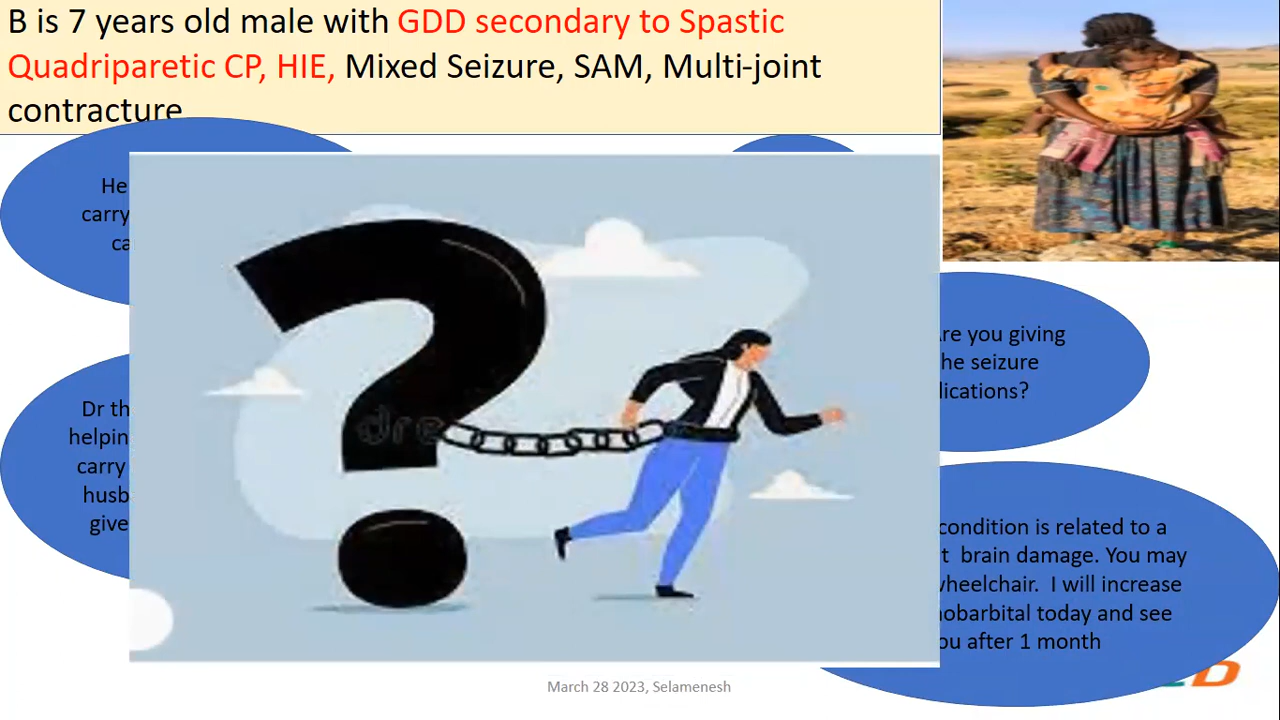 B is 7 years old male with GDD secondary to Spastic
Quadriparetic CP, HIE, Mixed Seizure, SAM, Multi-joint
contracture
He
carry
ca
re you giving
he seizure
lications?
Dr th
helpin
carry
husb
give
condition is related to a
t brain damage. You may
wheelchair. I will increase
nobarbital today and see
ou after 1 month
dre
March 28 2023, Selamenesh
D